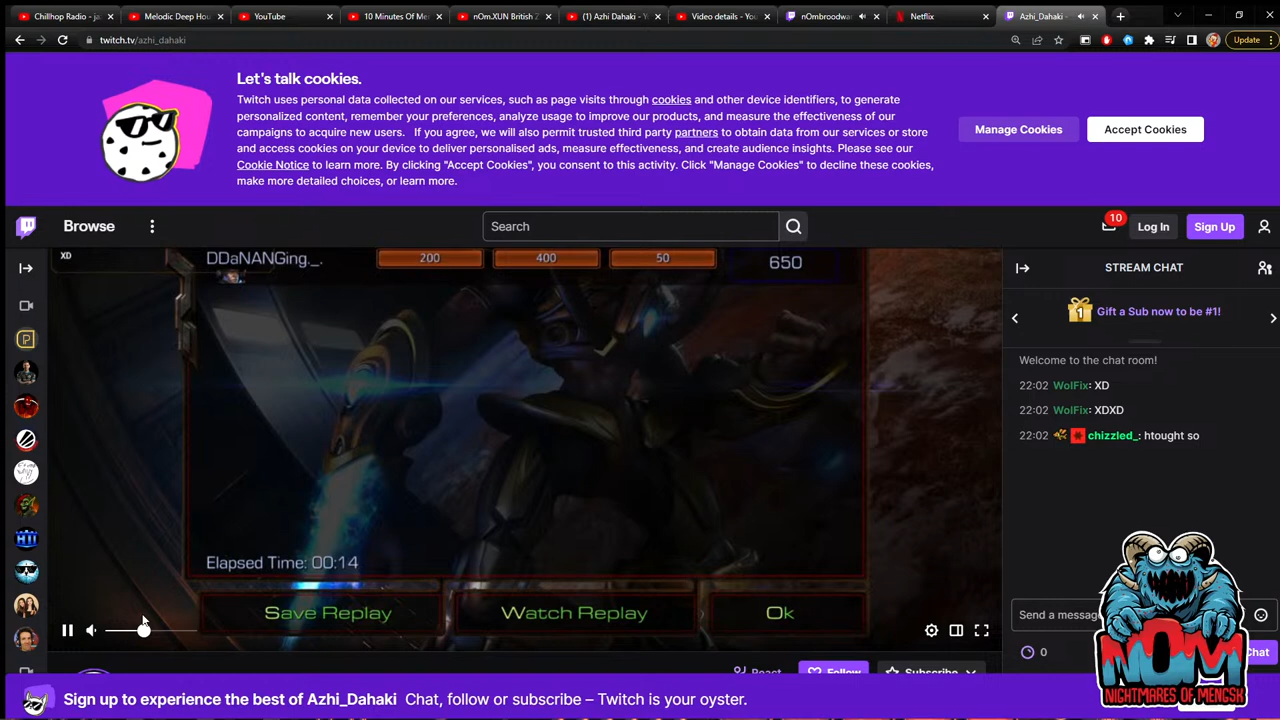 Chillhop Radio - ja
Melodic Deep Hou
YouTube
10 Minutes Of Me
nOm.XUN British Z
(1) Azhi Dahaki - Yo
Video details - You
nOmbroodwar
Netflix
Azhi_Dahaki -
twitch.tv/azhi_dahaki
Update
Let's talk cookies.
Twitch uses personal data collected on our services, such as page visits through cookies and other device identifiers, to generate
personalized content, remember your preferences, analyze usage to improve our products, and measure the effectiveness of our
campaigns to acquire new users. If you agree, we will also permit trusted third party partners to obtain data from our services or store
and access cookies on your device to deliver personalised ads, measure effectiveness, and create audience insights. Please see our
Cookie Notice to learn more. By clicking "Accept Cookies", you consent to this activity. Click "Manage Cookies" to decline these cookies,
make more detailed choices, or learn more.
Manage Cookies
Accept Cookies
Browse
Search
10
Log In
Sign Up
XD
DDaNANGing._.
200
400
50
650
STREAM CHAT
1
Gift a Sub now to be #1!
Welcome to the chat room!
22:02 WolFix: XD
22:02 WolFix: XDXD
22:02 chizzled_: htought so
Elapsed Time: 00:14
Save Replay
Watch Replay
Ok
Send a messag
0
Chat
React
Follow
Subscribe
NOM
NIGHTMARES OF MENGSK
Sign up to experience the best of Azhi_Dahaki
Chat, follow or subscribe – Twitch is your oyster.